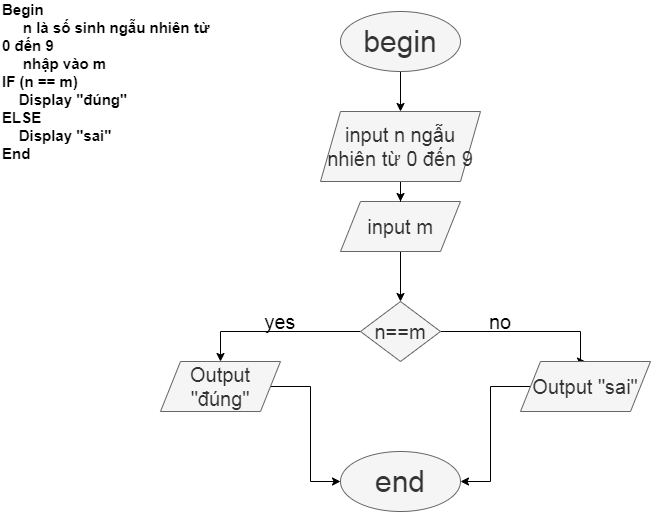 Begin
n là số sinh ngẫu nhiên từ
0 đến 9
nhập vào m
IF (n == m)
Display "đúng"
ELSE
Display "sai"
End
begin
input n ngẫu
nhiên từ 0 đến 9
input m
n==m
yes
no
Output
"đúng"
Output "sai"
end